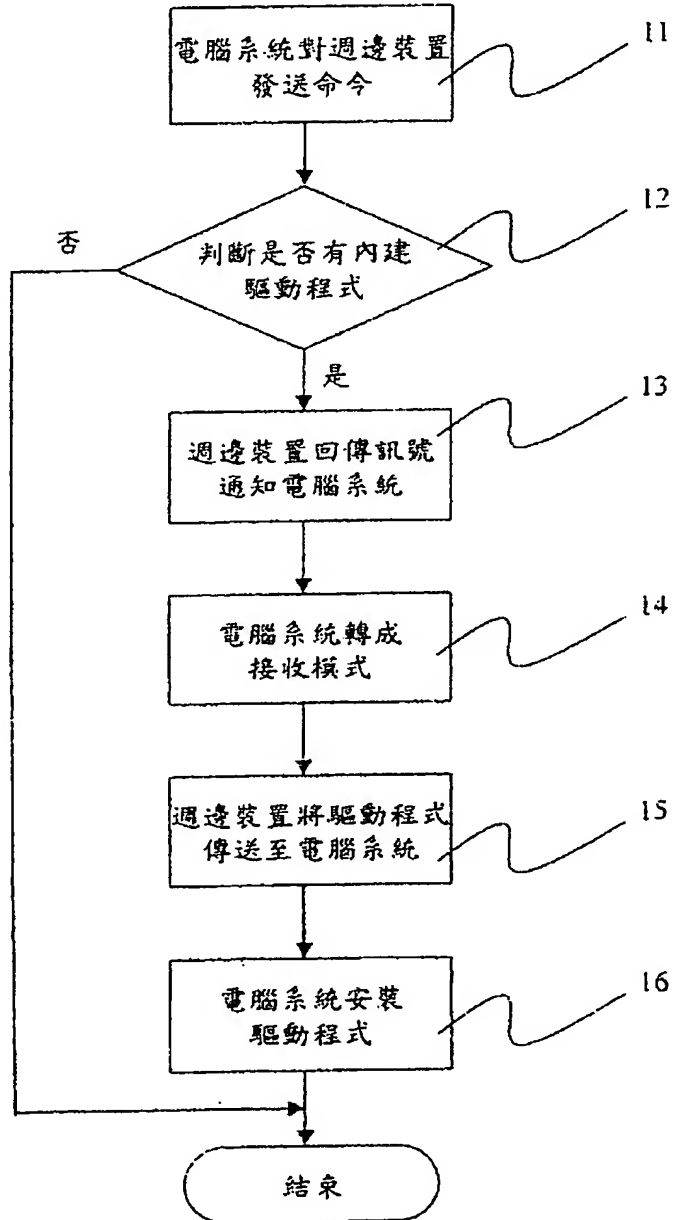 電腦系統對週邊裝置
發送命令
11
判斷是否有內建
驅動程式
12
否
是
週邊裝置回傳訊號
通知電腦系統
13
電腦系統轉成
接收模式
14
週邊裝置將驅動程式
傳送至電腦系統
15
電腦系統安裝
驅動程式
16
結束